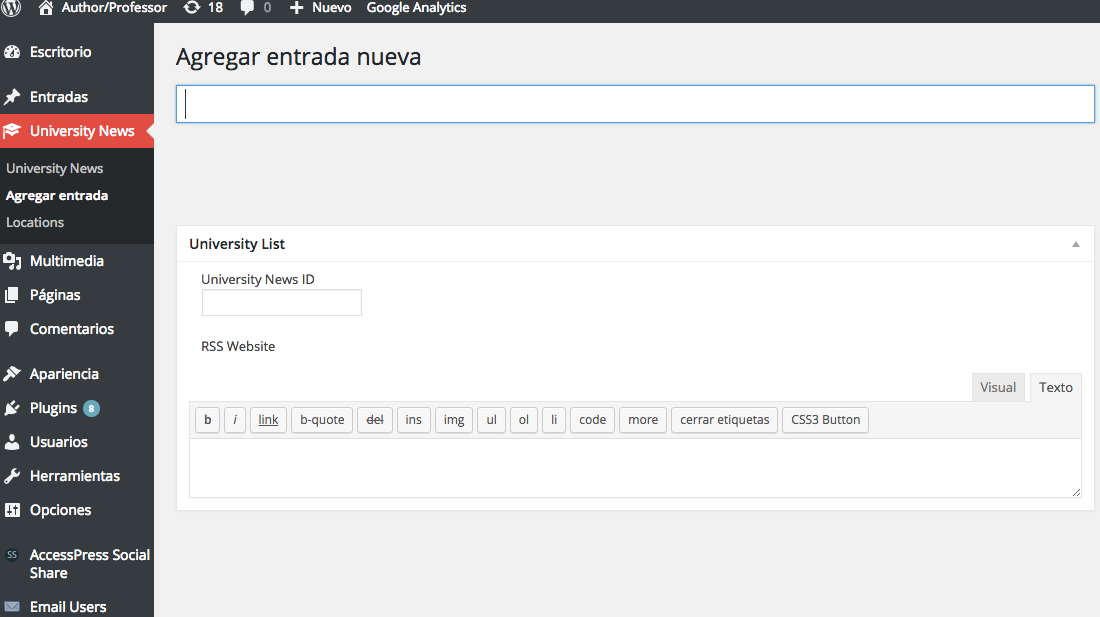 Author/Professor 18 0 Nuevo Google Analytics
Escritorio
Entradas
University News
University News
Agregar entrada
Locations
Multimedia
Páginas
Comentarios
Apariencia
Plugins 8
Usuarios
Herramientas
Opciones
SS AccessPress Social
Share
Email Users
Agregar entrada nueva
University List
University News ID
RSS Website
Visual Texto
b i link b-quote del ins img ul ol li code more cerrar etiquetas CSS3 Button